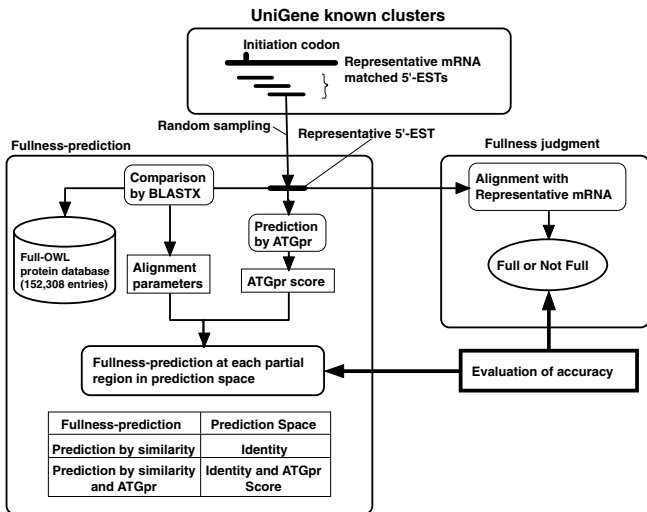 UniGene known clusters
Initiation codon
Representative mRNA
matched 5'-ESTs
Random sampling
Representative 5'-EST
Fullness-prediction
Fullness judgment
Comparison
by BLASTX
Alignment with
Representative mRNA
Prediction
by ATGpr
Full-OWL
protein database
(152,308 entries)
Alignment
parameters
ATGpr score
Full or Not Full
Fullness-prediction at each partial
region in prediction space
Evaluation of accuracy
Fullness-prediction Prediction Space
Prediction by similarity Identity
Prediction by similarity Identity and ATGpr
and ATGpr Score